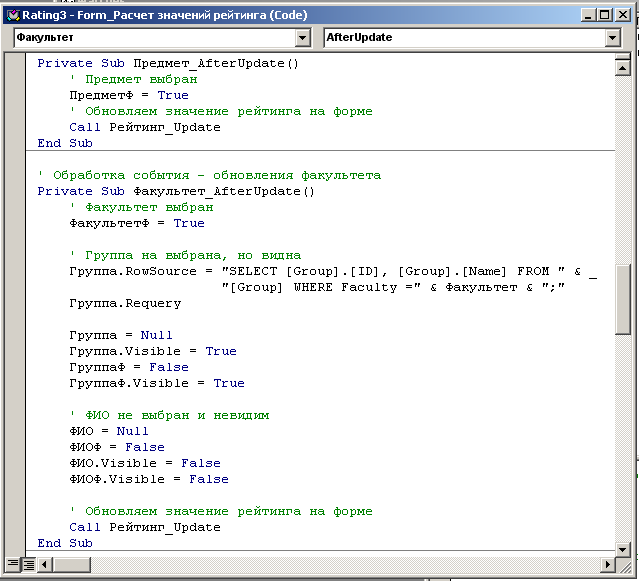 Rating3 - Form_Расчет значений рейтинга (Code)
Факультет AfterUpdate
Private Sub Предмет_AfterUpdate()
    ' Предмет выбран
    ПредметФ = True
    ' Обновляем значение рейтинга на форме
    Call Рейтинг_Update
End Sub
' Обработка события - обновления факультета
Private Sub Факультет_AfterUpdate()
    ' Факультет выбран
    ФакультетФ = True
    ' Группа на выбрана, но видна
    Группа.RowSource = "SELECT [Group].[ID], [Group].[Name] FROM " & _
                       "[Group] WHERE Faculty =" & Факультет & ";"
    Группа.Requery
    Группа = Null
    Группа.Visible = True
    ГруппаФ = False
    ГруппаФ.Visible = True
    ' ФИО не выбран и невидим
    ФИО = Null
    ФИОФ = False
    ФИО.Visible = False
    ФИОФ.Visible = False
    ' Обновляем значение рейтинга на форме
    Call Рейтинг_Update
End Sub